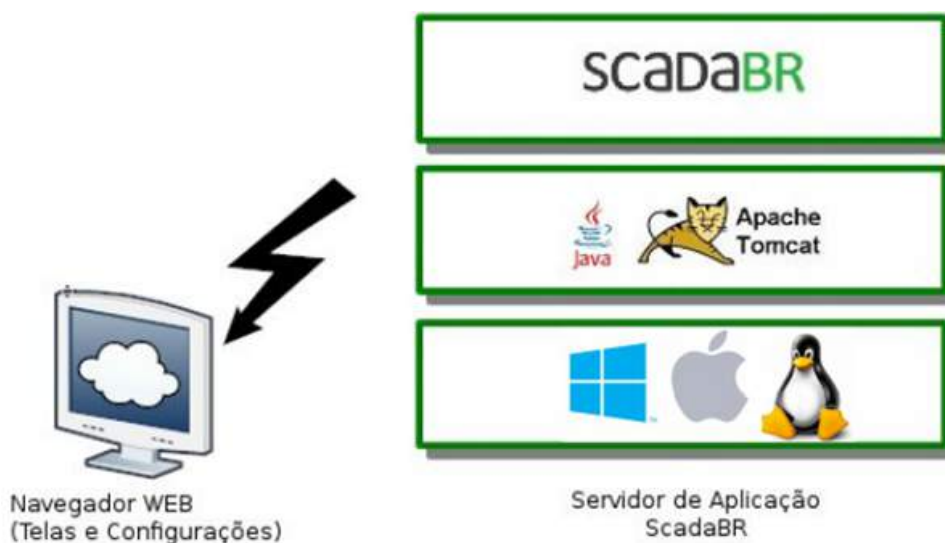 scadaBR
Java
Apache
Tomcat
Navegador WEB
(Telas e Configurações)
Servidor de Aplicação
ScadaBR